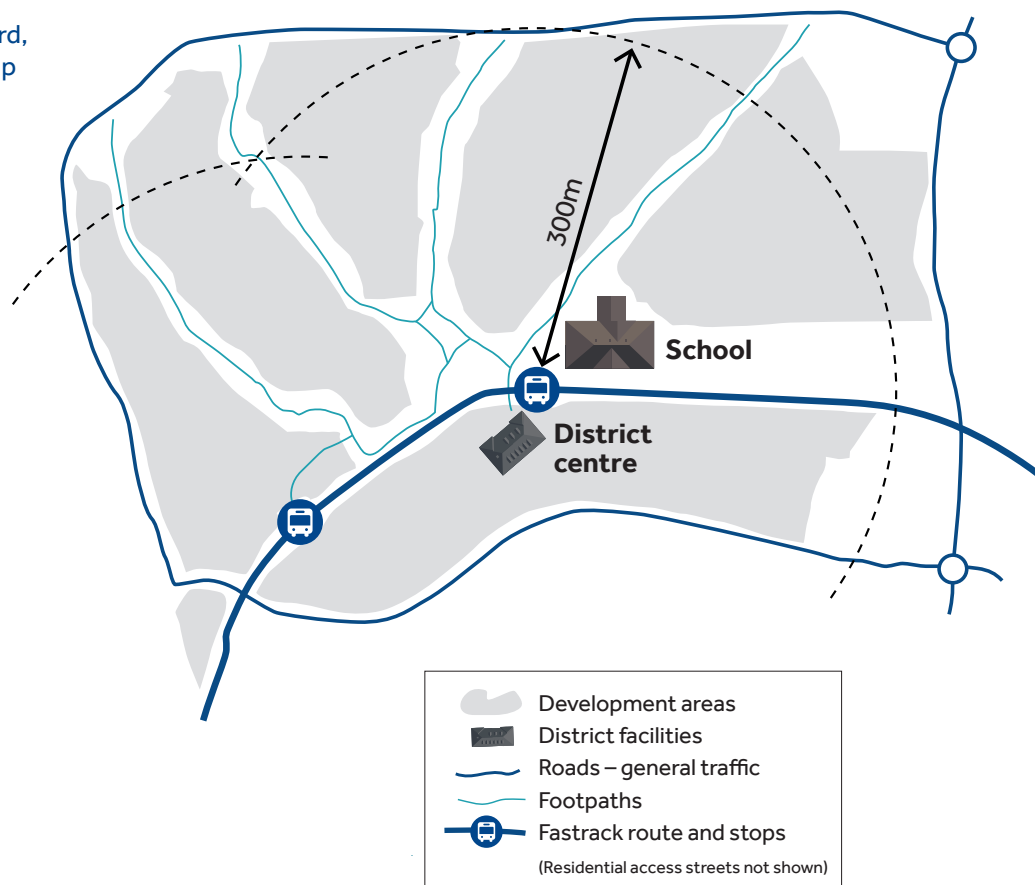 rd,
p
300m
School
District
centre
Development areas
District facilities
Roads – general traffic
Footpaths
Fastrack route and stops
(Residential access streets not shown)